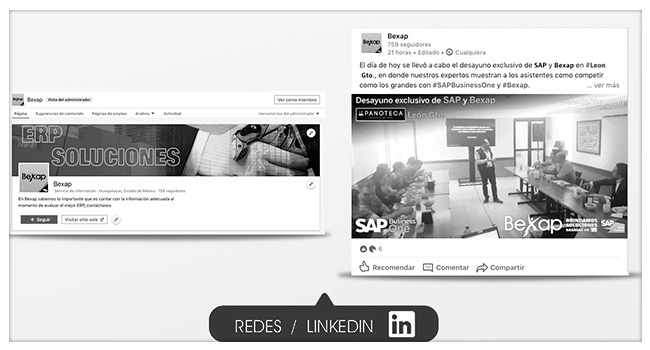 Bexap
Vista del administrador
Ver como miembro
Página Sugerencias de contenido Páginas de empleo Análisis Actividad
Herramientas del administrador
ERP
SOLUCIONES
Bexap
Bexap
Servicio de información · Huixquilucan, Estado de México · 759 seguidores
En Bexap sabemos lo importante que es contar con la información adecuada al
momento de evaluar el mejor ERP, contáctanos
+ Seguir
Visitar sitio web
Bexap
Bexap
759 seguidores
21 horas • Editado •
Cualquiera
El día de hoy se llevó a cabo el desayuno exclusivo de SAP y Bexap en #Leon
Gto., en donde nuestros expertos muestran a los asistentes como competir
como los grandes con #SAPBusinessOne y #Bexap.
... ver más
Desayuno exclusivo de SAP y Bexap
PANOTECA
León Gto
SAP Business
One
Bexap
BRINDAMOS
SOLUCIONES
BASADAS EN
SAP
6
Recomendar Comentar Compartir
REDES / LINKEDIN in